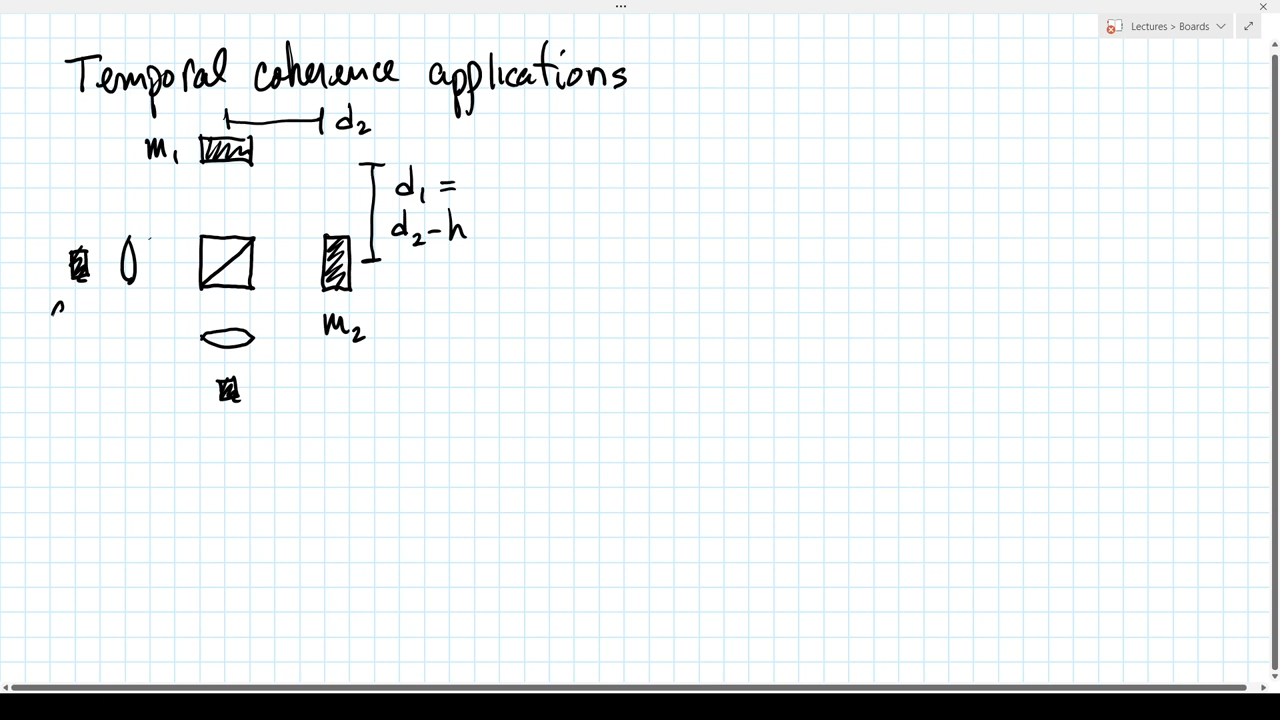 Lectures > Boards
Temporal coherence applications
d₂
m₁
d₁ =
d₂ - h
m₂